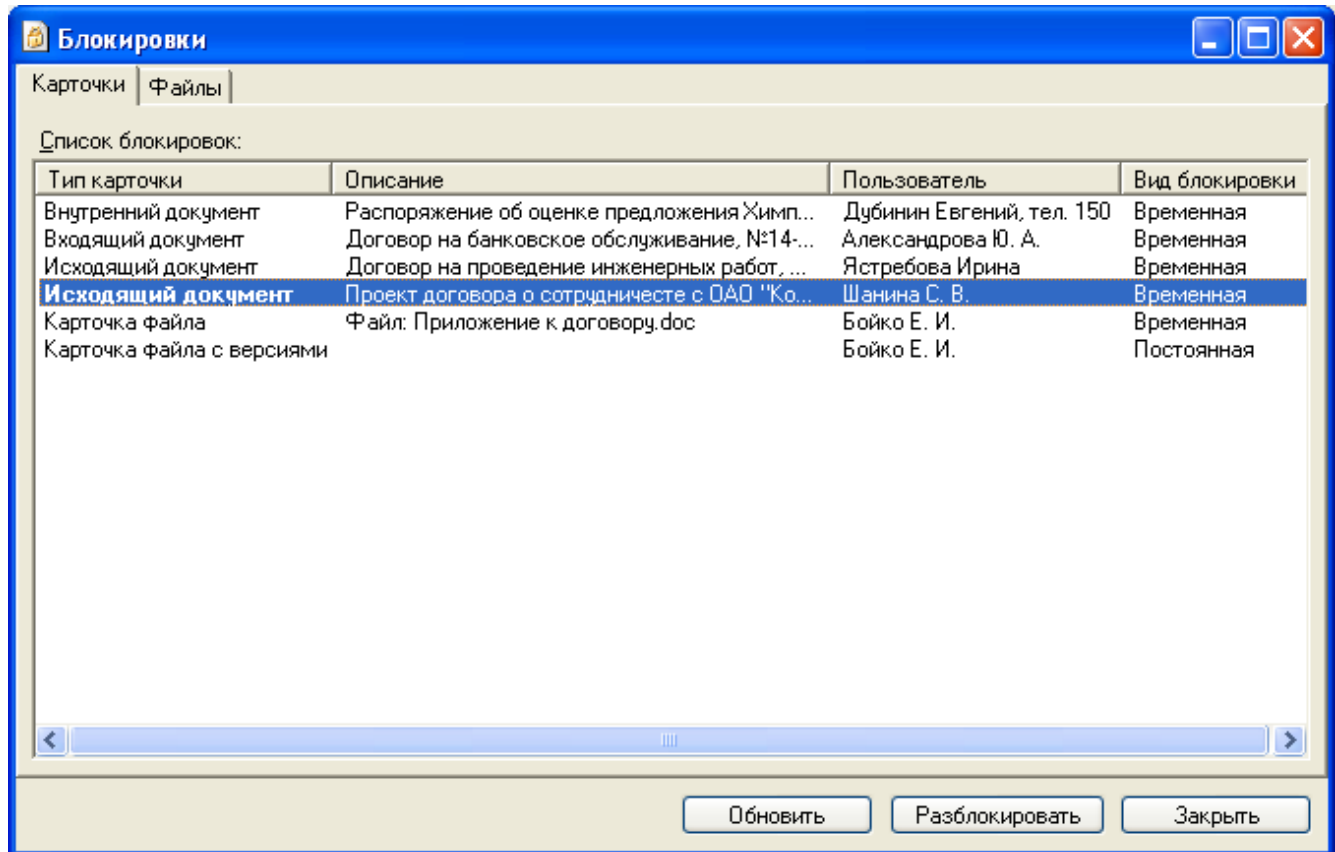 Блокировки
Карточки Файлы
Список блокировок:
Тип карточки Описание Пользователь Вид блокировки
Внутренний документ Распоряжение об оценке предложения Химп... Дубинин Евгений, тел. 150 Временная
Входящий документ Договор на банковское обслуживание, №14-... Александрова Ю. А. Временная
Исходящий документ Договор на проведение инженерных работ, ... Ястребова Ирина Временная
Исходящий документ Проект договора о сотрудничесте с ОАО "Ко... Шанина С. В. Временная
Карточка файла Файл: Приложение к договору.doc Бойко Е. И. Временная
Карточка файла с версиями Бойко Е. И. Постоянная
Обновить Разблокировать Закрыть